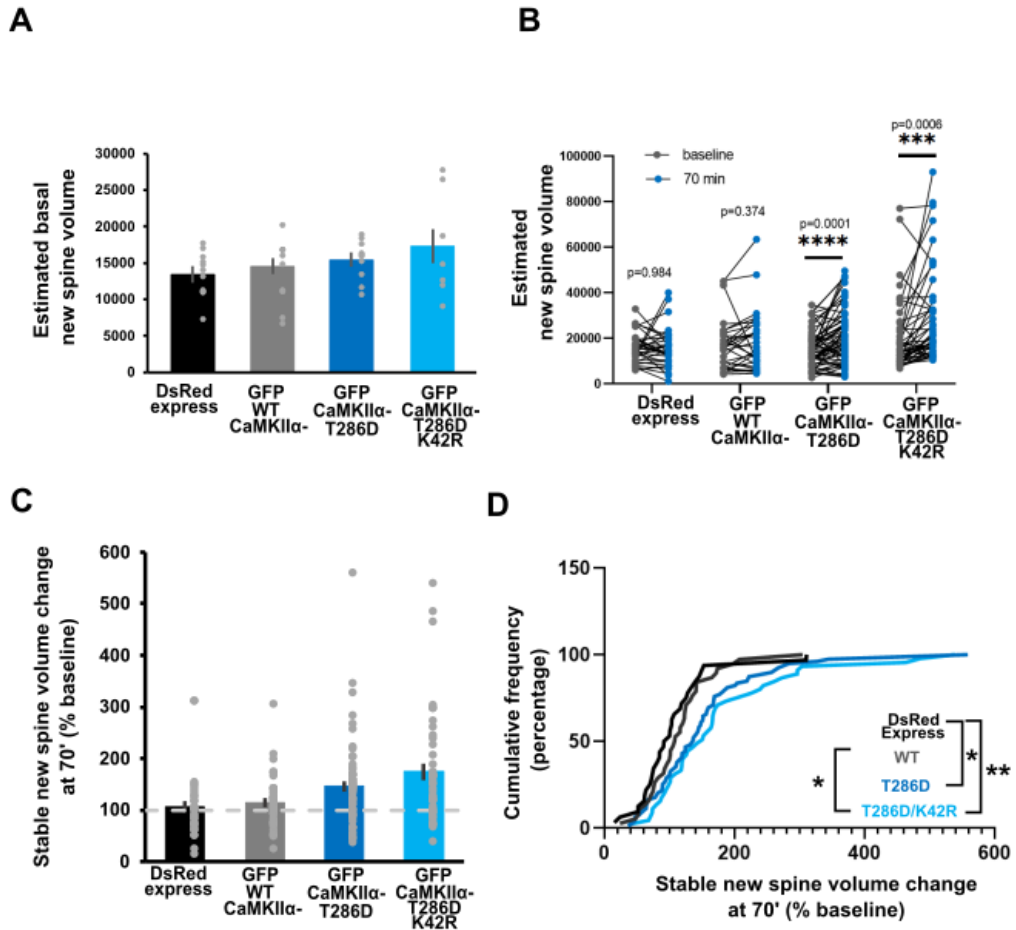 A
Estimated basal
new spine volume
30000
25000
20000
15000
10000
5000
0
DsRed
express
GFP
WT
CaMKIIα-
GFP
CaMKIIα-
T286D
GFP
CaMKIIα-
T286D
K42R
B
Estimated
new spine volume
100000
80000
60000
40000
20000
0
baseline
70 min
p=0.984
p=0.374
p=0.0001
****
p=0.0006
***
DsRed
express
GFP
WT
CaMKIIα-
GFP
CaMKIIα-
T286D
GFP
CaMKIIα-
T286D
K42R
C
Stable new spine volume change
at 70' (% baseline)
600
500
400
300
200
100
0
DsRed
express
GFP
WT
CaMKIIα-
GFP
CaMKIIα-
T286D
GFP
CaMKIIα-
T286D
K42R
D
Cumulative frequency
(percentage)
150
100
50
0
0 200 400 600
DsRed
Express
WT
T286D
T286D/K42R
*
*
**
Stable new spine volume change
at 70' (% baseline)